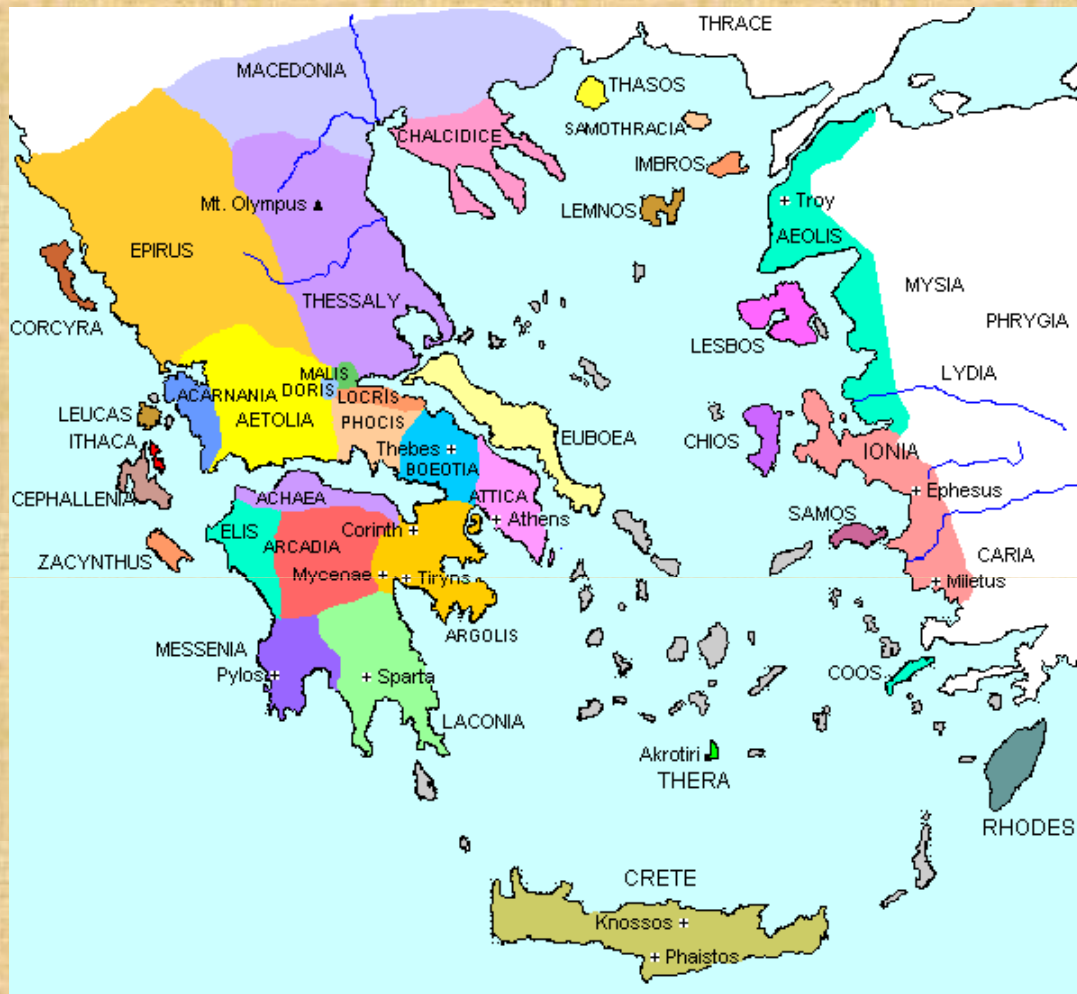 THRACE
MACEDONIA
THASOS
SAMOTHRACIA
CHALCIDICE
IMBROS
Mt. Olympus
LEMNOS
Troy
AEOLIS
EPIRUS
MYSIA
THESSALY
PHRYGIA
CORCYRA
LESBOS
MALIS
LYDIA
ACARNANIA
DORIS
LOCRIS
LEUCAS
AETOLIA
PHOCIS
ITHACA
EUBOEA
CHIOS
Thebes
IONIA
BOEOTIA
CEPHALLENIA
ACHAEA
ATTICA
Ephesus
SAMOS
ELIS
Corinth
Athens
ARCADIA
ZACYNTHUS
CARIA
Mycenae
Tiryns
Miletus
ARGOLIS
MESSENIA
Pylos
Sparta
COOS
LACONIA
Akrotiri
THERA
RHODES
CRETE
Knossos
Phaistos